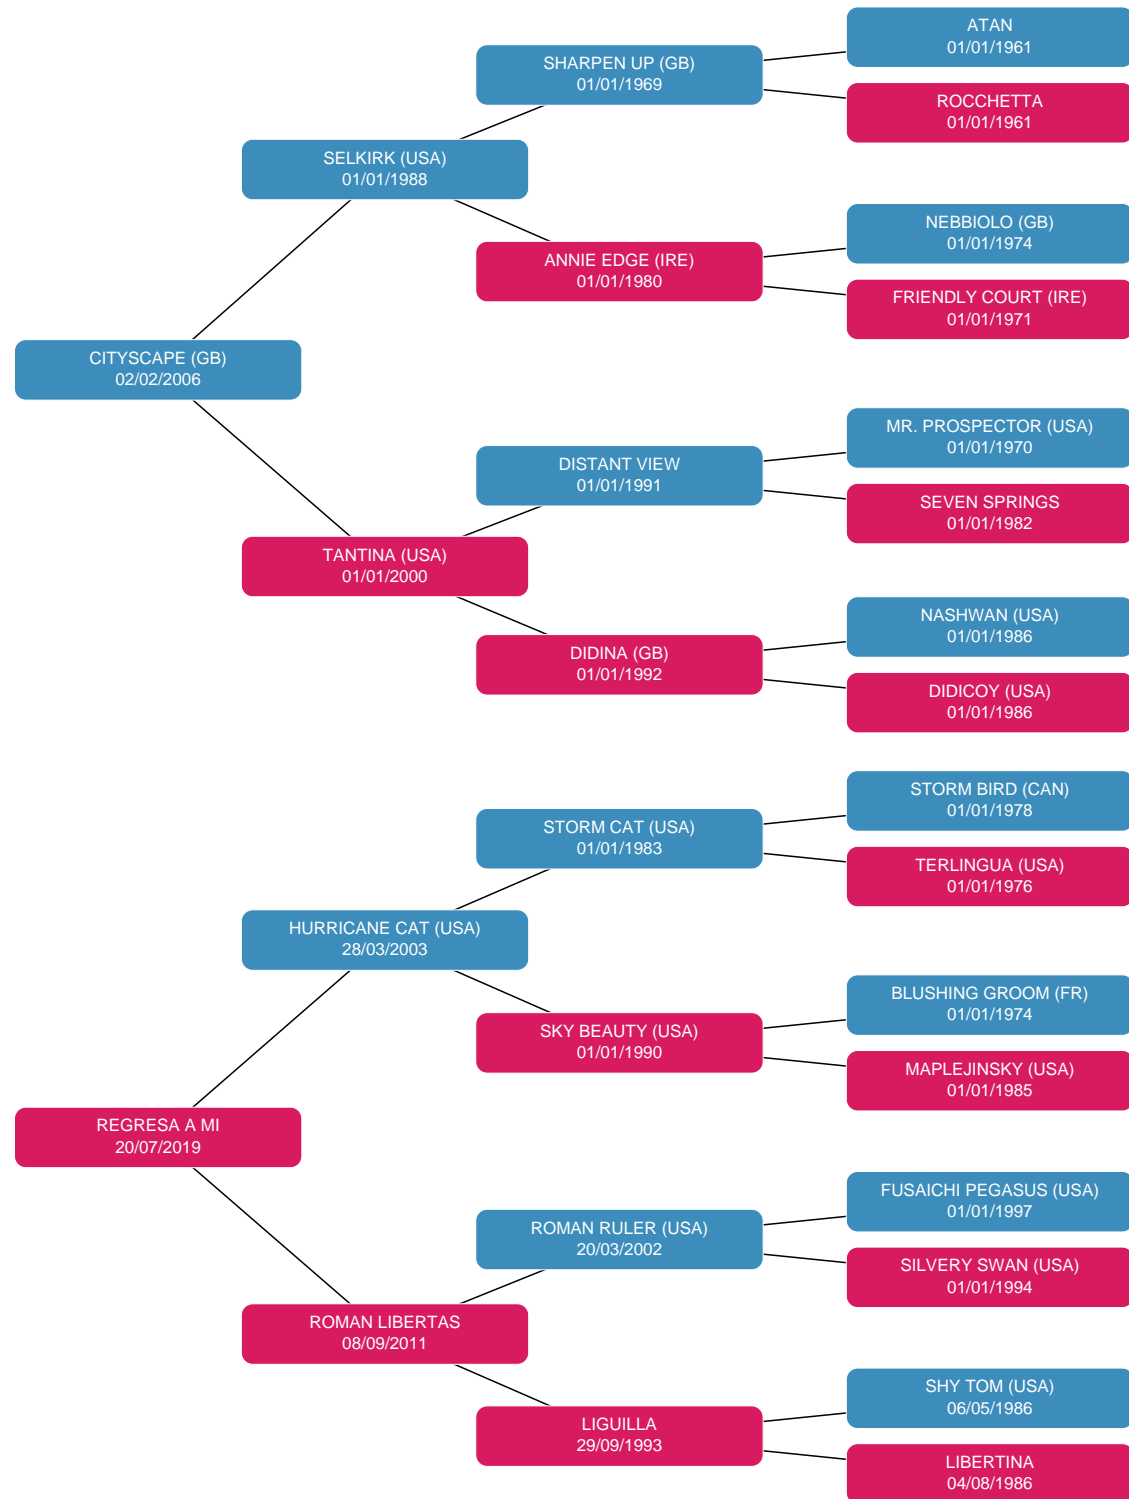 ATAN
01/01/1961
SHARPEN UP (GB)
01/01/1969
ROCCHETTA
01/01/1961
SELKIRK (USA)
01/01/1988
NEBBIOLO (GB)
01/01/1974
ANNIE EDGE (IRE)
01/01/1980
FRIENDLY COURT (IRE)
01/01/1971
CITYSCAPE (GB)
02/02/2006
MR. PROSPECTOR (USA)
01/01/1970
DISTANT VIEW
01/01/1991
SEVEN SPRINGS
01/01/1982
TANTINA (USA)
01/01/2000
NASHWAN (USA)
01/01/1986
DIDINA (GB)
01/01/1992
DIDICOY (USA)
01/01/1986
STORM BIRD (CAN)
01/01/1978
STORM CAT (USA)
01/01/1983
TERLINGUA (USA)
01/01/1976
HURRICANE CAT (USA)
28/03/2003
BLUSHING GROOM (FR)
01/01/1974
SKY BEAUTY (USA)
01/01/1990
MAPLEJINSKY (USA)
01/01/1985
REGRESA A MI
20/07/2019
FUSAICHI PEGASUS (USA)
01/01/1997
ROMAN RULER (USA)
20/03/2002
SILVERY SWAN (USA)
01/01/1994
ROMAN LIBERTAS
08/09/2011
SHY TOM (USA)
06/05/1986
LIGUILLA
29/09/1993
LIBERTINA
04/08/1986